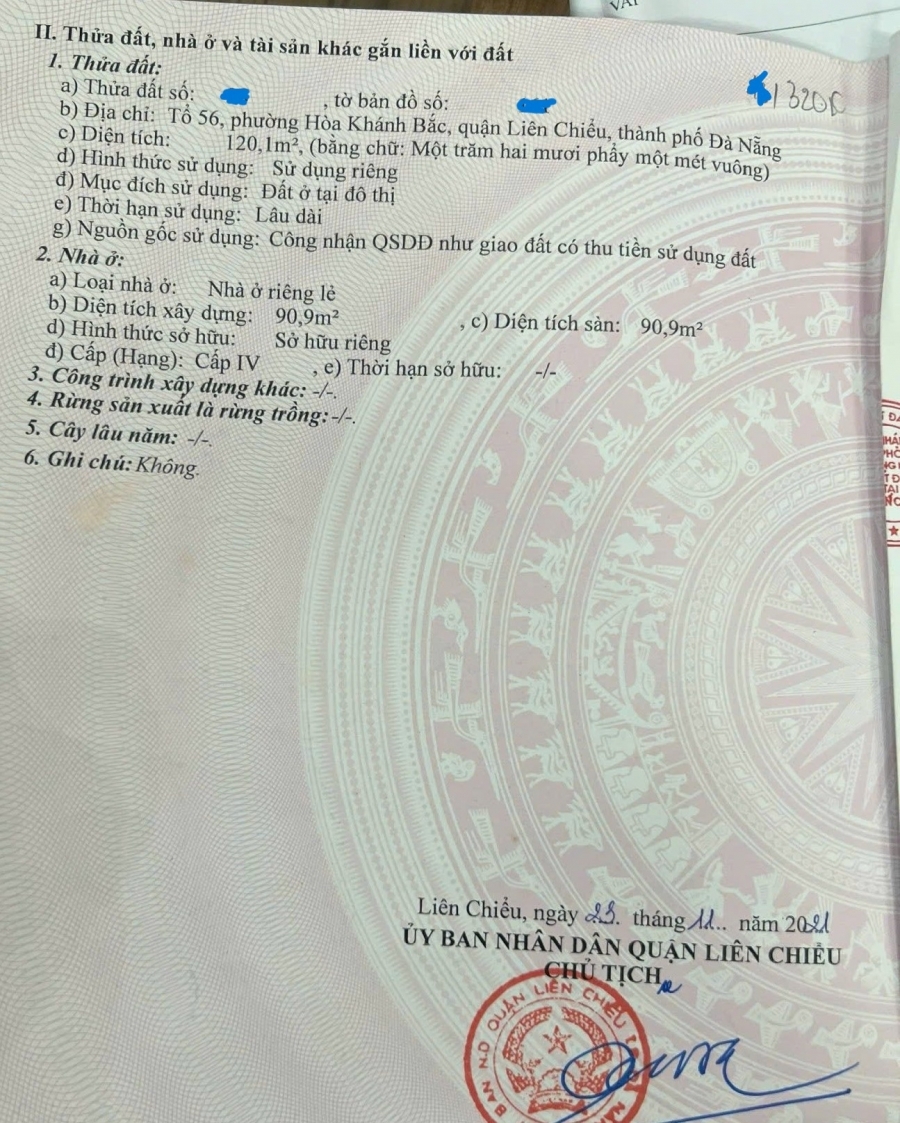 VAI
II. Thửa đất, nhà ở và tài sản khác gắn liền với đất
1. Thửa đất:
a) Thửa đất số: , tờ bản đồ số:
1320C
b) Địa chỉ: Tổ 56, phường Hòa Khánh Bắc, quận Liên Chiểu, thành phố Đà Nẵng
c) Diện tích: 120,1m², (bằng chữ: Một trăm hai mươi phẩy một mét vuông)
d) Hình thức sử dụng: Sử dụng riêng
đ) Mục đích sử dụng: Đất ở tại đô thị
e) Thời hạn sử dụng: Lâu dài
g) Nguồn gốc sử dụng: Công nhận QSDĐ như giao đất có thu tiền sử dụng đất
2. Nhà ở:
a) Loại nhà ở: Nhà ở riêng lẻ
b) Diện tích xây dựng: 90,9m² , c) Diện tích sàn: 90,9m²
d) Hình thức sở hữu: Sở hữu riêng
đ) Cấp (Hạng): Cấp IV , e) Thời hạn sở hữu: -/-
3. Công trình xây dựng khác: -/-.
4. Rừng sản xuất là rừng trồng: -/-.
5. Cây lâu năm: -/-.
6. Ghi chú: Không.
Liên Chiểu, ngày 23. tháng 11.. năm 2021
ỦY BAN NHÂN DÂN QUẬN LIÊN CHIỂU
CHỦ TỊCH
BAN N.D QUẬN LIÊN CHIỂU